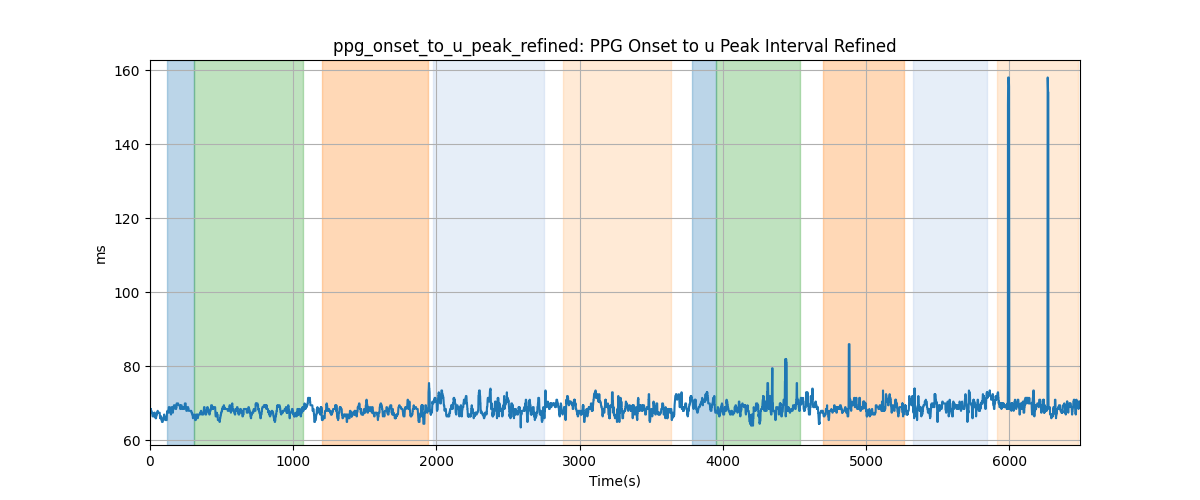 ppg_onset_to_u_peak_refined: PPG Onset to u Peak Interval Refined
160
140
120
100
80
60
ms
0 1000 2000 3000 4000 5000 6000
Time(s)